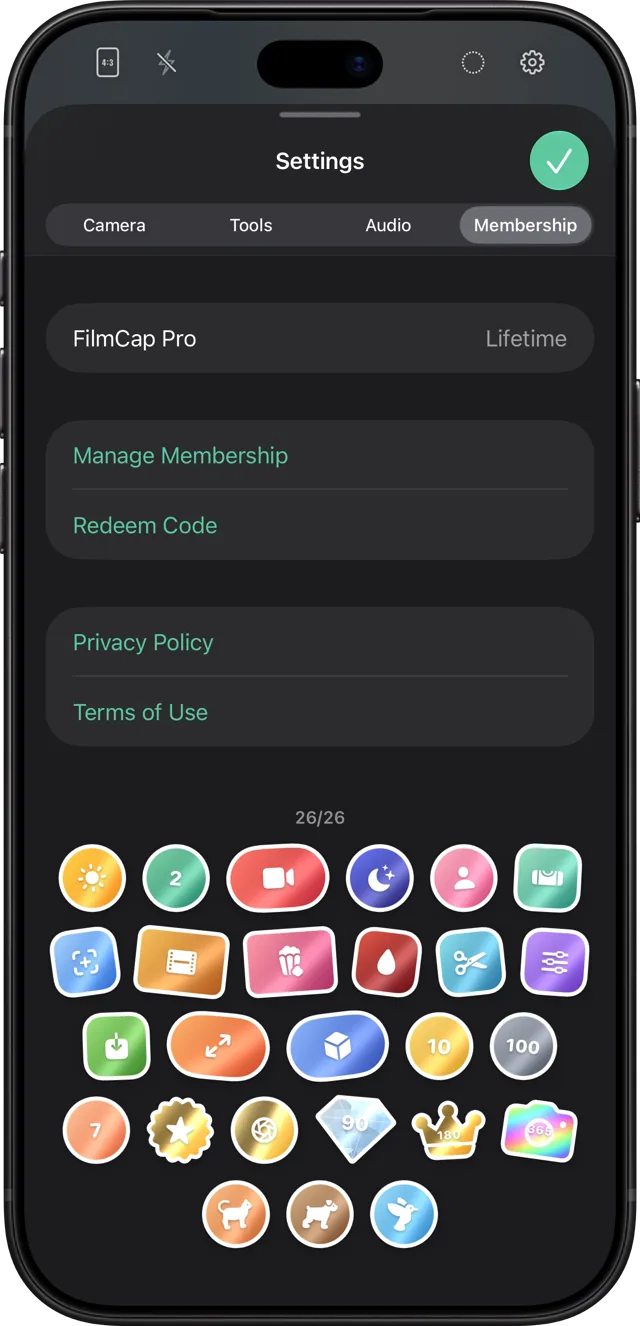 4:3
Settings
Camera Tools Audio Membership
FilmCap Pro Lifetime
Manage Membership
Redeem Code
Privacy Policy
Terms of Use
26/26
2
10 100
7 90 180 365